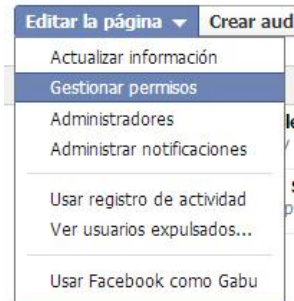 Editar la página Crear aud
Actualizar información
Gestionar permisos
Administradores
Administrar notificaciones
Usar registro de actividad
Ver usuarios expulsados...
Usar Facebook como Gabu